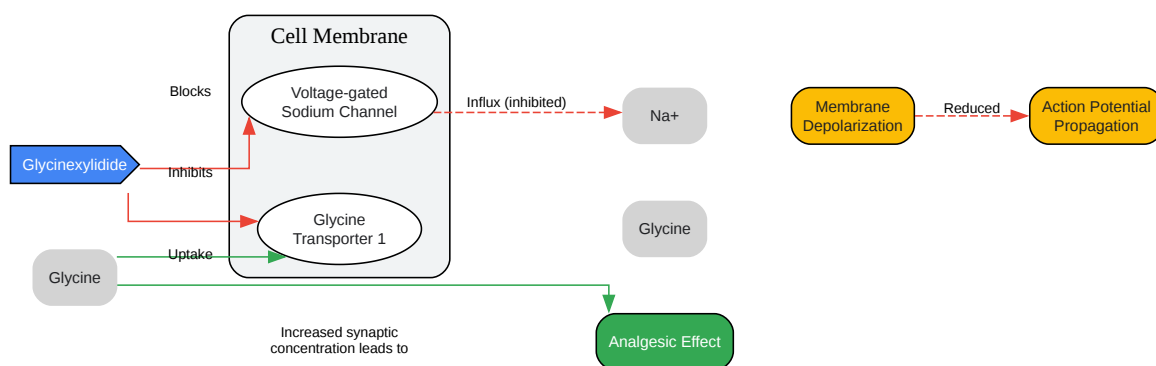 Cell Membrane
Blocks
Voltage-gated
Sodium Channel
Influx (inhibited)
Na+
Membrane
Depolarization
Reduced
Action Potential
Propagation
Glycinexylidide
Inhibits
Glycine
Transporter 1
Glycine
Uptake
Glycine
Increased synaptic
concentration leads to
Analgesic Effect